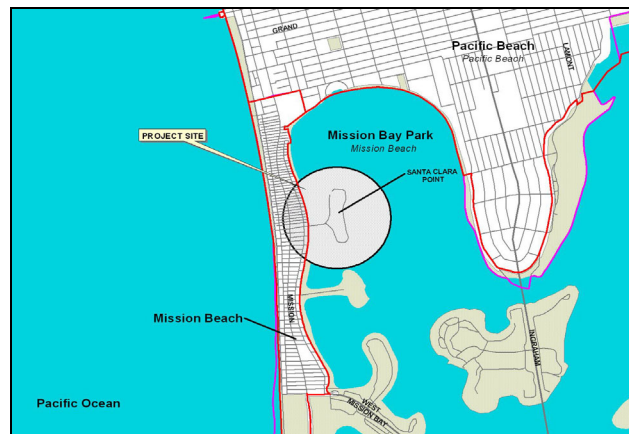 GRAND
Pacific Beach
Pacific Beach
LAMONT
PROJECT SITE
Mission Bay Park
Mission Beach
SANTA CLARA
POINT
MISSION
Mission Beach
INGRAHAM
WEST
MISSION BAY
Pacific Ocean